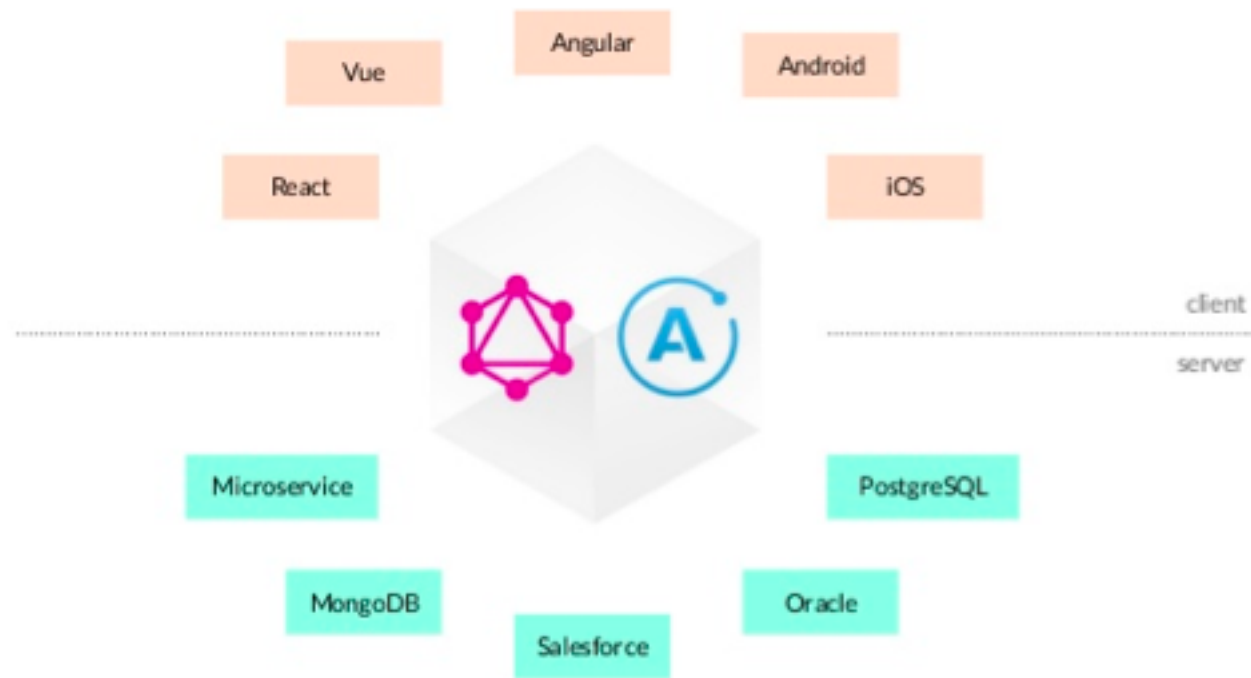 Angular
Vue
Android
React
iOS
A
client
server
Microservice
PostgreSQL
MongoDB
Oracle
Salesforce